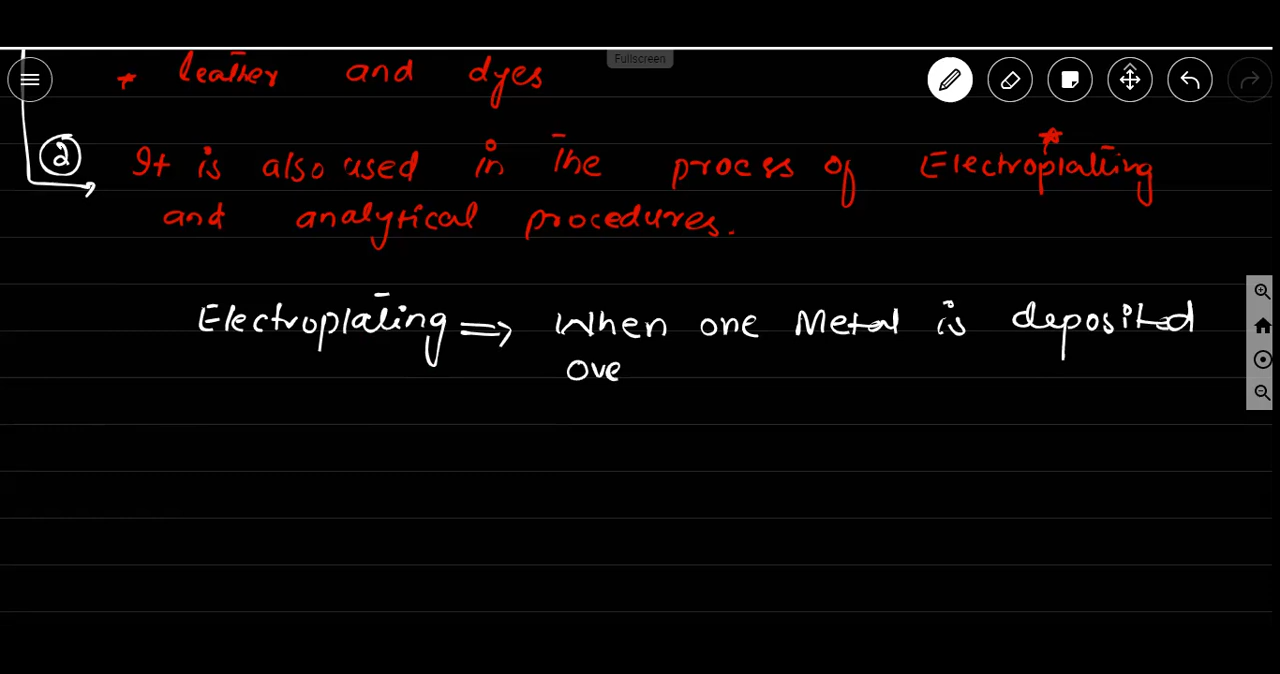 Fullscreen
* leather and dyes
② It is also used in the process of Electroplating
and analytical procedures.
Electroplating ⇒ When one Metal is deposited
ove